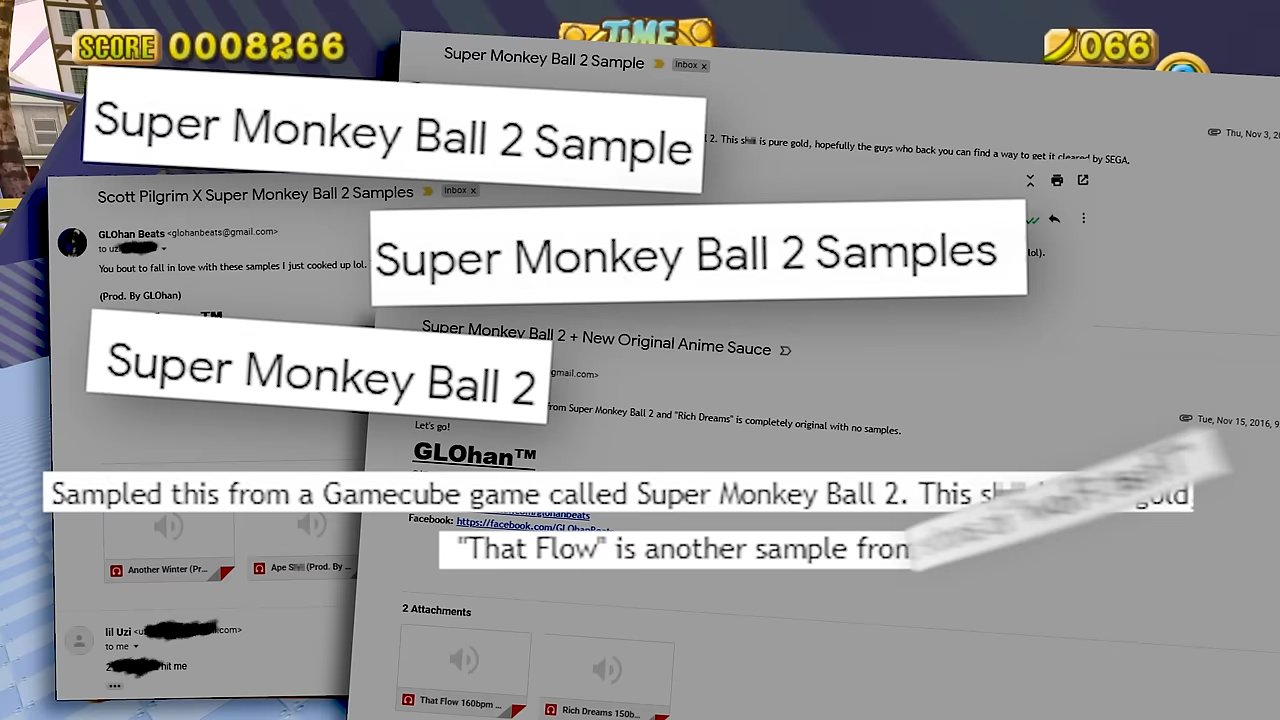 SCORE 0008266
TIME
066
Super Monkey Ball 2 Sample
Inbox x
Super Monkey Ball 2 Sample
Thu, Nov 3,
2. This is pure gold, hopefully the guys who back you can find a way to get it cleared by SEGA.
Scott Pilgrim X Super Monkey Ball 2 Samples
Inbox x
GLOhan Beats <glohanbeats@gmail.com>
to
You bout to fall in love with these samples I just cooked up lol.
Super Monkey Ball 2 Samples
lol).
(Prod. By GLOhan)
Super Monkey Ball 2 + New Original Anime Sauce
Super Monkey Ball 2
gmail.com>
from Super Monkey Ball 2 and "Rich Dreams" is completely original with no samples.
Tue, Nov 15, 2016, 9
Let's go!
GLOhan™
Sampled this from a Gamecube game called Super Monkey Ball 2. This gold
Facebook: https://facebook.com/GLOhanBeats
"That Flow" is another sample from
Another Winter (Pr...
Ape (Prod. By ...
2 Attachments
lil Uzi
to me
hit me
That Flow 160bpm ...
Rich Dreams 150b...